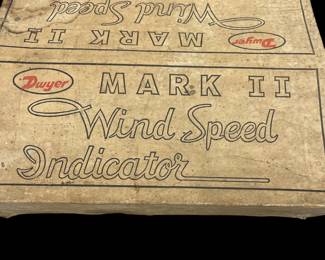 Wind Speed
MARK II
Dwyer
Dwyer
MARK II
Wind Speed
Indicator